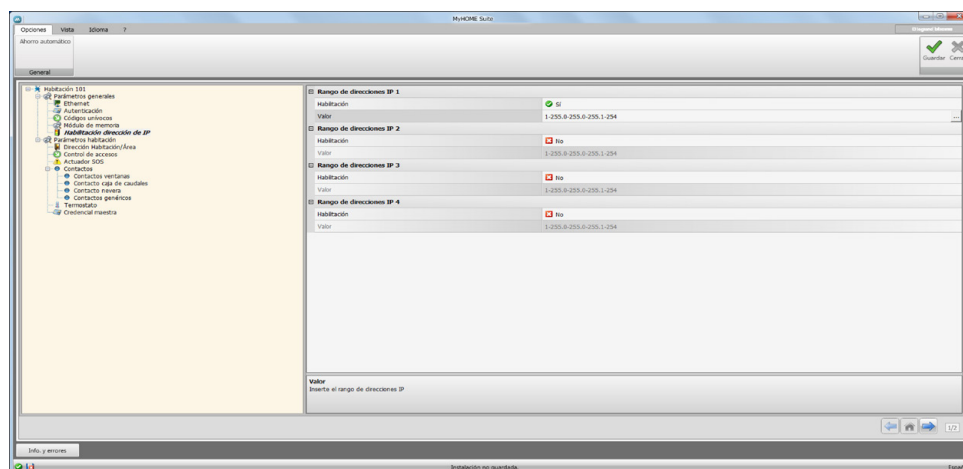 MyHOME Suite
Opciones Vista Idioma ?
Ahorro automático
Guardar
General
Habitación 101
Parámetros generales
Ethernet
Autenticación
Códigos unívocos
Módulo de memoria
Habilitación dirección de IP
Parámetros habitación
Dirección Habitación/Área
Control de accesos
Actuador SOS
Contactos
Contactos ventanas
Contacto caja de caudales
Contacto nevera
Contactos genéricos
Termostato
Credencial maestra
Rango de direcciones IP 1
Habilitación Sí
Valor 1-255.0-255.0-255.1-254 ...
Rango de direcciones IP 2
Habilitación No
Valor 1-255.0-255.0-255.1-254
Rango de direcciones IP 3
Habilitación No
Valor 1-255.0-255.0-255.1-254
Rango de direcciones IP 4
Habilitación No
Valor 1-255.0-255.0-255.1-254
Valor
Inserte el rango de direcciones IP
1/2
Info. y errores
Instalación no guardada.